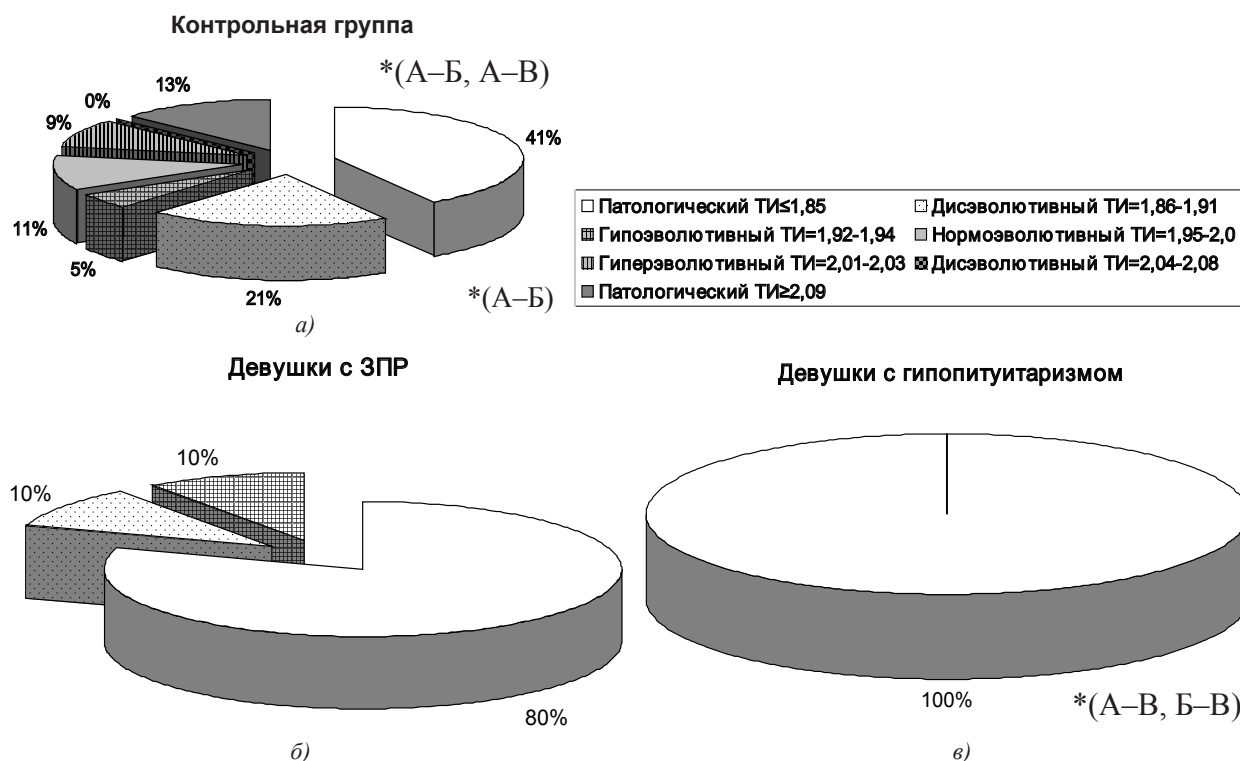 Контрольная группа
*(А–Б, А–В)
13%
0%
9%
41%
11%
5%
21%
*(А–Б)
а)
Патологический ТИ≤1,85
Дисэволютивный ТИ=1,86-1,91
Гипоэволютивный ТИ=1,92-1,94
Нормоэволютивный ТИ=1,95-2,0
Гиперэволютивный ТИ=2,01-2,03
Дисэволютивный ТИ=2,04-2,08
Патологический ТИ≥2,09
Девушки с ЗПР
10%
10%
80%
б)
Девушки с гипопитуитаризмом
100%
*(А–В, Б–В)
в)